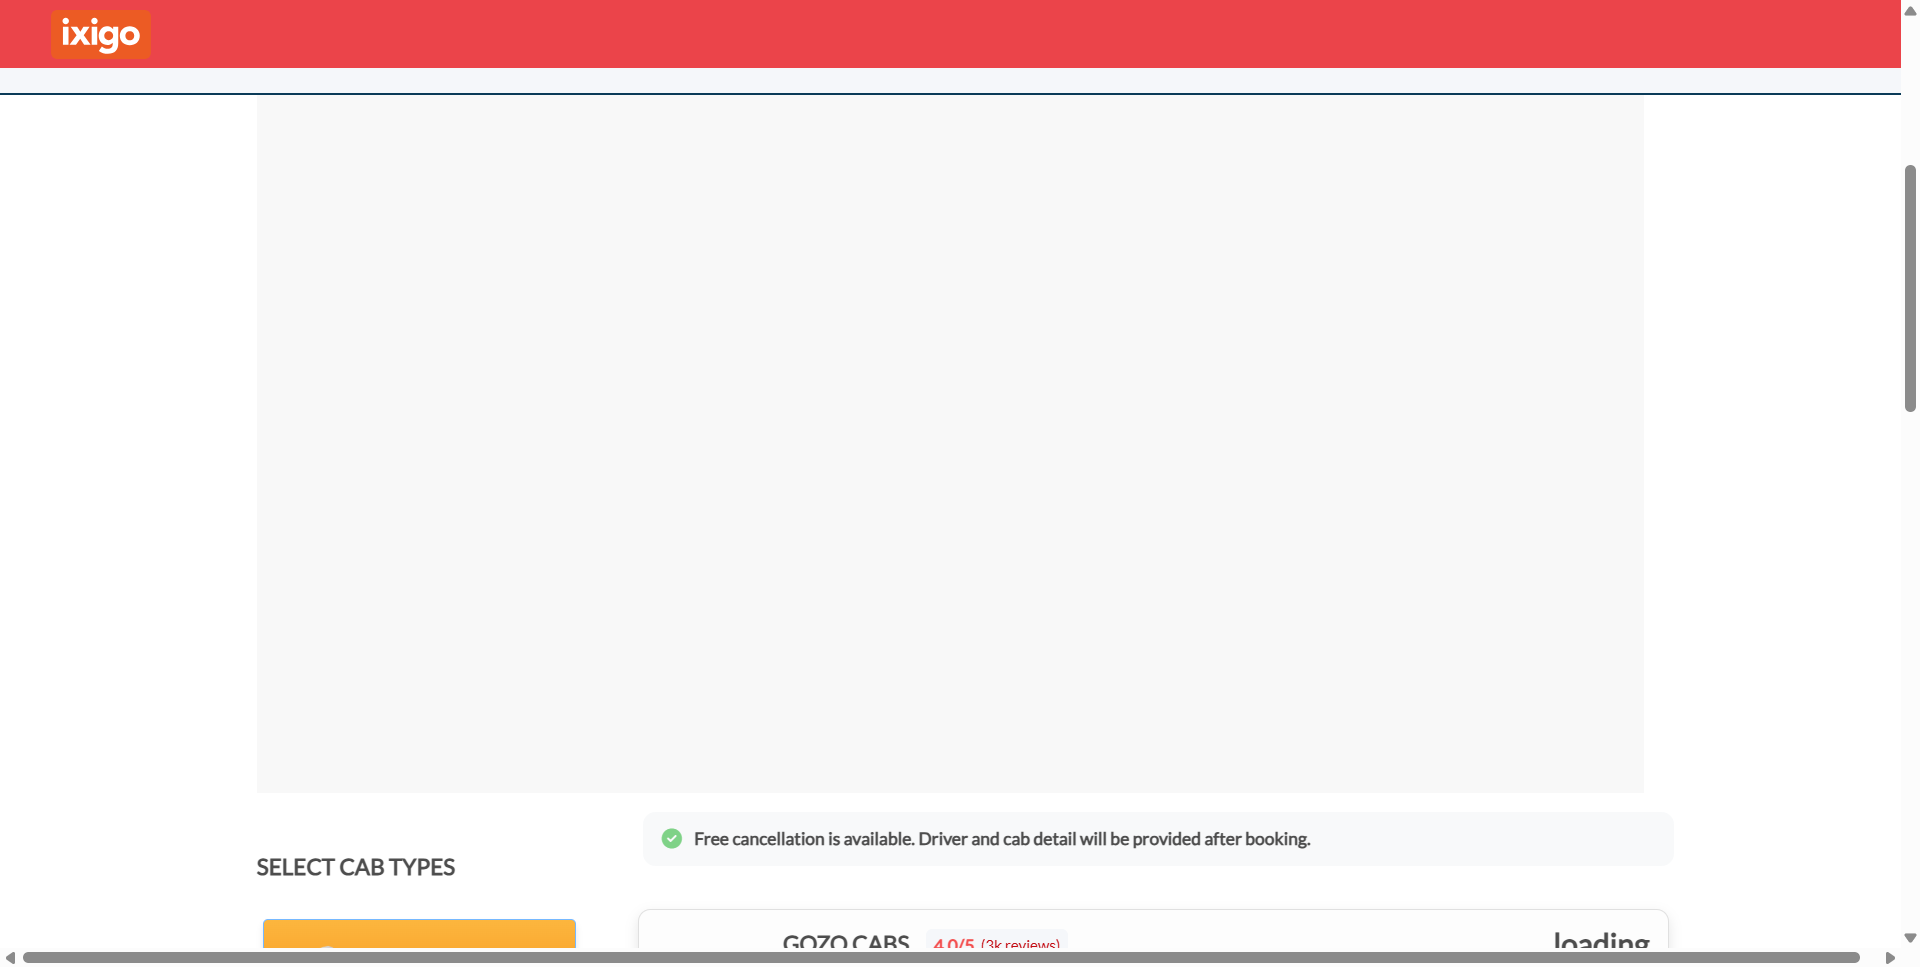 ixigo
Free cancellation is available. Driver and cab detail will be provided after booking.
SELECT CAB TYPES
GOZO CABS 4.0/5 (3k reviews) loading